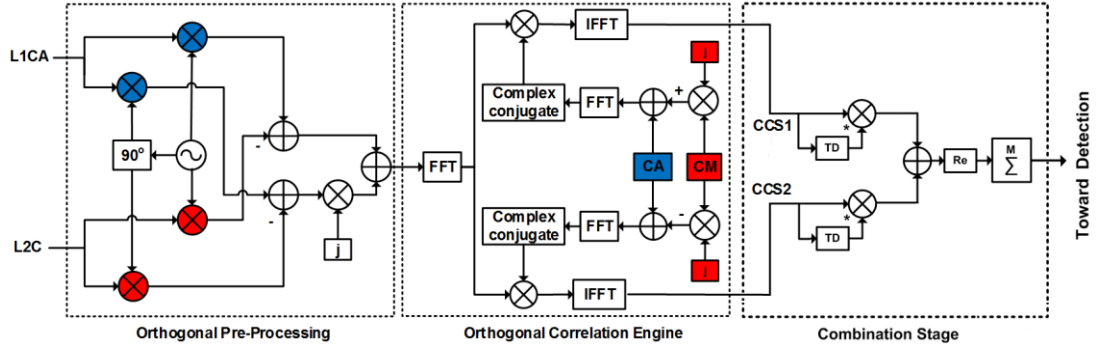 L1CA
L2C
90°
-
-
j
Orthogonal Pre-Processing
FFT
IFFT
j
Complex
conjugate
FFT
+
CA
CM
Complex
conjugate
FFT
-
j
IFFT
Orthogonal Correlation Engine
CCS1
TD
*
CCS2
TD
*
Re
M
Σ
Combination Stage
Toward Detection